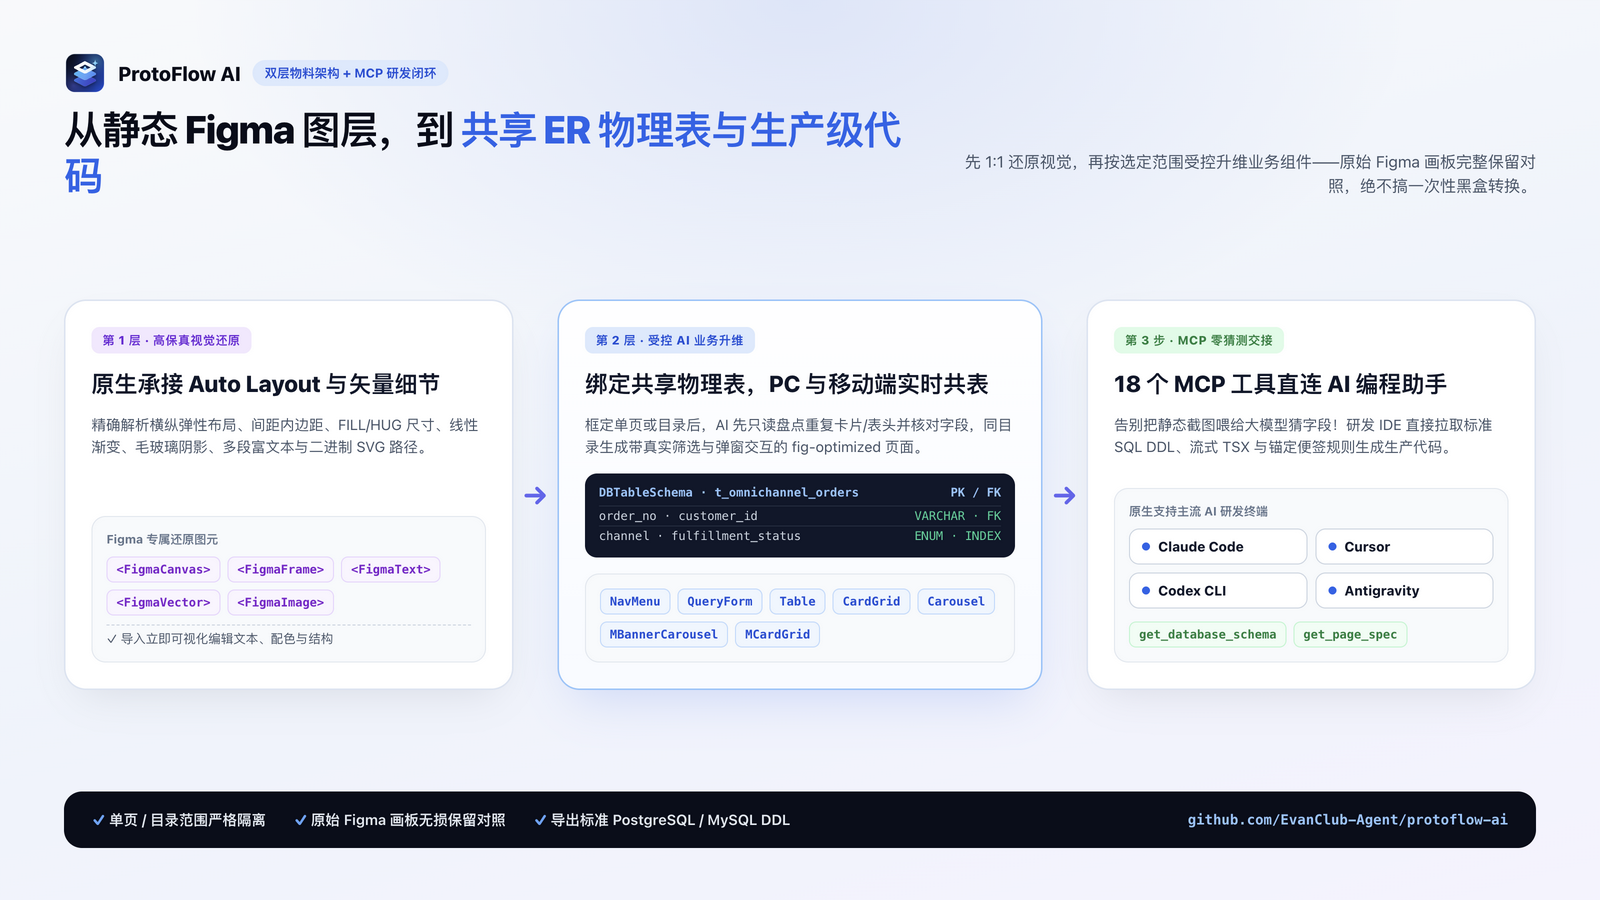 ProtoFlow AI
双层物料架构 + MCP 研发闭环
从静态 Figma 图层，到 共享 ER 物理表与生产级代
码
先 1:1 还原视觉，再按选定范围受控升维业务组件——原始 Figma 画板完整保留对
照，绝不搞一次性黑盒转换。
第 1 层 · 高保真视觉还原
原生承接 Auto Layout 与矢量细节
精确解析横纵弹性布局、间距内边距、FILL/HUG 尺寸、线性
渐变、毛玻璃阴影、多段富文本与二进制 SVG 路径。
Figma 专属还原图元
<FigmaCanvas> <FigmaFrame> <FigmaText>
<FigmaVector> <FigmaImage>
✓ 导入立即可视化编辑文本、配色与结构
第 2 层 · 受控 AI 业务升维
绑定共享物理表，PC 与移动端实时共表
框定单页或目录后，AI 先只读盘点重复卡片/表头并核对字段，同目
录生成带真实筛选与弹窗交互的 fig-optimized 页面。
DBTableSchema · t_omnichannel_orders PK / FK
order_no · customer_id VARCHAR · FK
channel · fulfillment_status ENUM · INDEX
NavMenu QueryForm Table CardGrid Carousel
MBannerCarousel MCardGrid
第 3 步 · MCP 零猜测交接
18 个 MCP 工具直连 AI 编程助手
告别把静态截图喂给大模型猜字段！研发 IDE 直接拉取标准
SQL DDL、流式 TSX 与锚定便签规则生成生产代码。
原生支持主流 AI 研发终端
Claude Code Cursor
Codex CLI Antigravity
get_database_schema get_page_spec
✓ 单页 / 目录范围严格隔离 ✓ 原始 Figma 画板无损保留对照 ✓ 导出标准 PostgreSQL / MySQL DDL github.com/EvanClub-Agent/protoflow-ai